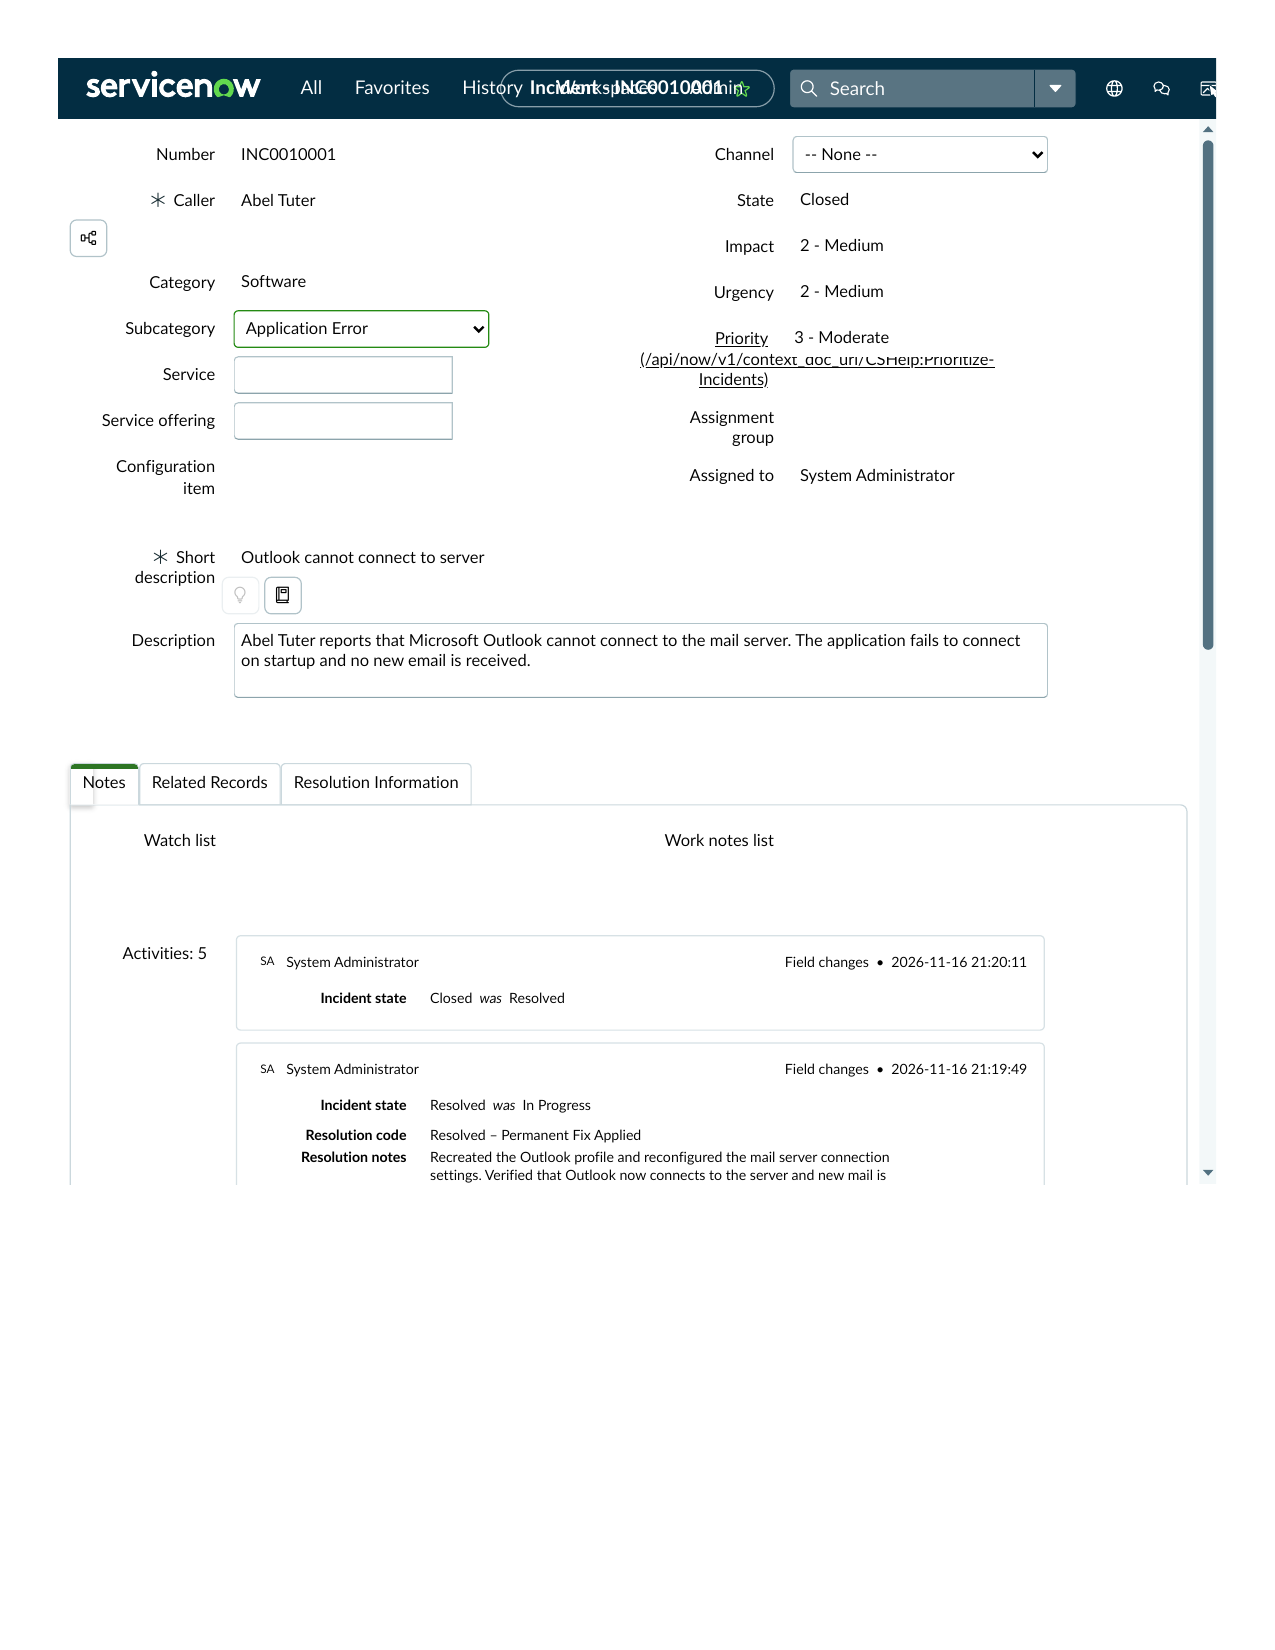 servicenow All Favorites History Workspaces Admin Incident - INC0010001 Search
Number INC0010001
Channel -- None --
Caller Abel Tuter
State Closed
Impact 2 - Medium
Category Software
Urgency 2 - Medium
Subcategory Application Error
Priority 3 - Moderate
(/api/now/v1/context_doc_url/CSHelp:Prioritize-
Incidents)
Service
Service offering
Assignment
group
Configuration
item
Assigned to System Administrator
Short
description
Outlook cannot connect to server
Description
Abel Tuter reports that Microsoft Outlook cannot connect to the mail server. The application fails to connect
on startup and no new email is received.
Notes Related Records Resolution Information
Watch list Work notes list
Activities: 5
SA System Administrator Field changes • 2026-11-16 21:20:11
Incident state Closed was Resolved
SA System Administrator Field changes • 2026-11-16 21:19:49
Incident state Resolved was In Progress
Resolution code Resolved – Permanent Fix Applied
Resolution notes Recreated the Outlook profile and reconfigured the mail server connection
settings. Verified that Outlook now connects to the server and new mail is